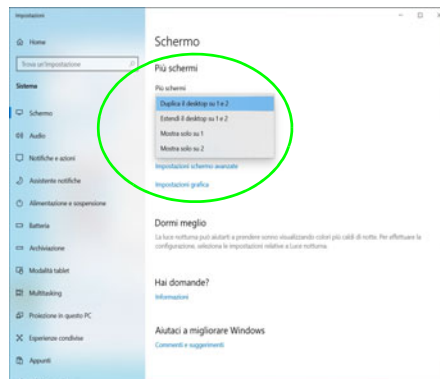 Impostazioni
Home
Trova un'impostazione
Sistema
Schermo
Audio
Notifiche e azioni
Assistente notifiche
Alimentazione e sospensione
Batteria
Archiviazione
Modalità tablet
Multitasking
Proiezione in questo PC
Esperienze condivise
Appunti
Schermo
Più schermi
Più schermi
Duplica il desktop su 1 e 2
Estendi il desktop su 1 e 2
Mostra solo su 1
Mostra solo su 2
Impostazioni schermo avanzate
Impostazioni grafica
Dormi meglio
La luce notturna può aiutarti a prendere sonno visualizzando colori più caldi di notte. Per effettuare la
configurazione, seleziona le impostazioni relative a Luce notturna.
Hai domande?
Informazioni
Aiutaci a migliorare Windows
Commenti e suggerimenti